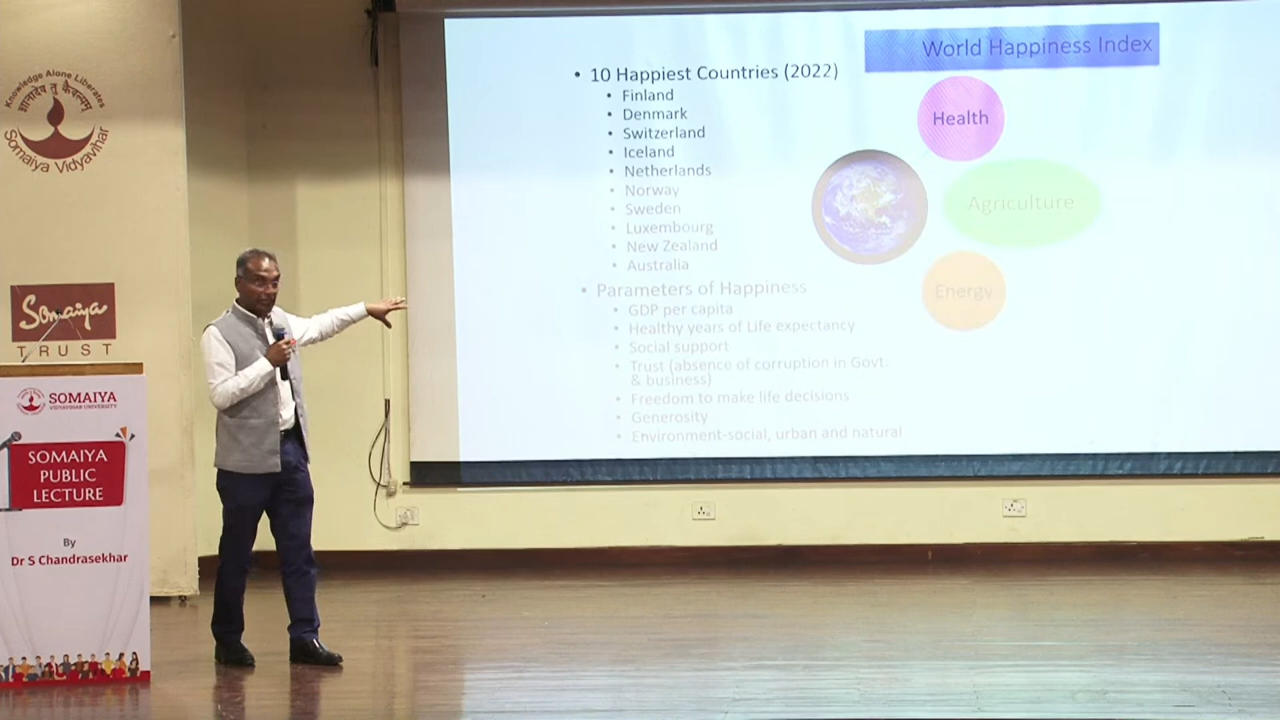 Knowledge Alone Liberates
ज्ञानादेव तु कैवल्यम्
Somaiya Vidyavihar
Somaiya
TRUST
SOMAIYA
VIDYAVIHAR UNIVERSITY
SOMAIYA
PUBLIC
LECTURE
By
Dr S Chandrasekhar
World Happiness Index
• 10 Happiest Countries (2022)
• Finland
• Denmark
• Switzerland
• Iceland
• Netherlands
• Norway
• Sweden
• Luxembourg
• New Zealand
• Australia
• Parameters of Happiness
• GDP per capita
• Healthy years of Life expectancy
• Social support
• Trust (absence of corruption in Govt.
& business)
• Freedom to make life decisions
• Generosity
• Environment-social, urban and natural
Health
Agriculture
Energy